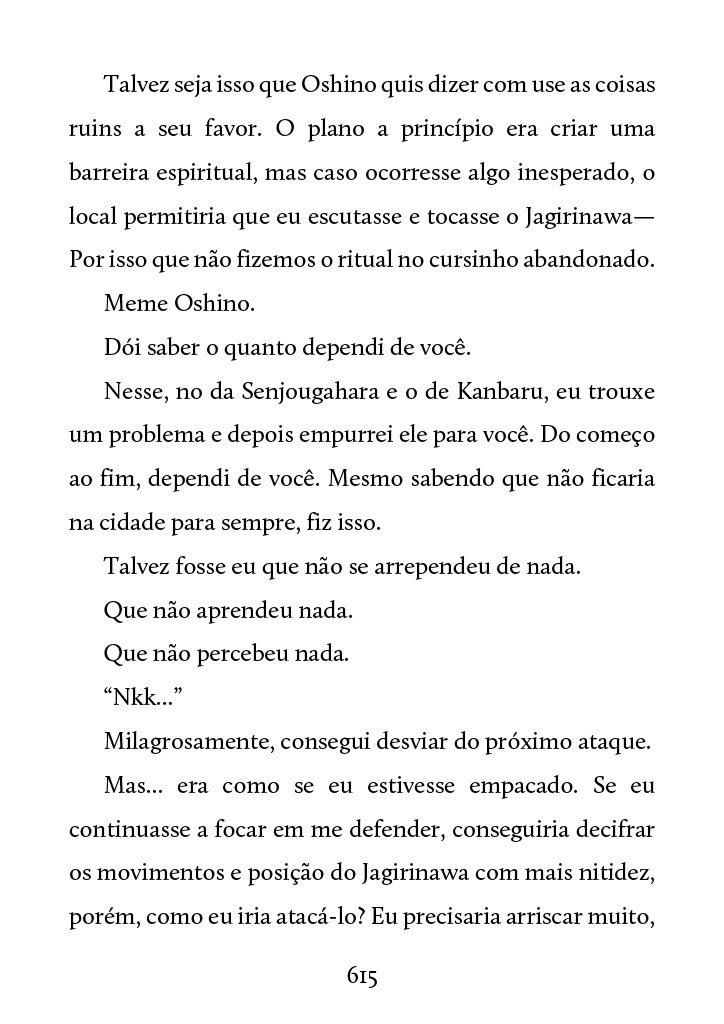 Talvez seja isso que Oshino quis dizer com use as coisas
ruins a seu favor. O plano a princípio era criar uma
barreira espiritual, mas caso ocorresse algo inesperado, o
local permitiria que eu escutasse e tocasse o Jagirinawa—
Por isso que não fizemos o ritual no cursinho abandonado.
Meme Oshino.
Dói saber o quanto dependi de você.
Nesse, no da Senjougahara e o de Kanbaru, eu trouxe
um problema e depois empurrei ele para você. Do começo
ao fim, dependi de você. Mesmo sabendo que não ficaria
na cidade para sempre, fiz isso.
Talvez fosse eu que não se arrependeu de nada.
Que não aprendeu nada.
Que não percebeu nada.
“Nkk...”
Milagrosamente, consegui desviar do próximo ataque.
Mas... era como se eu estivesse empacado. Se eu
continuasse a focar em me defender, conseguiria decifrar
os movimentos e posição do Jagirinawa com mais nitidez,
porém, como eu iria atacá-lo? Eu precisaria arriscar muito,
615